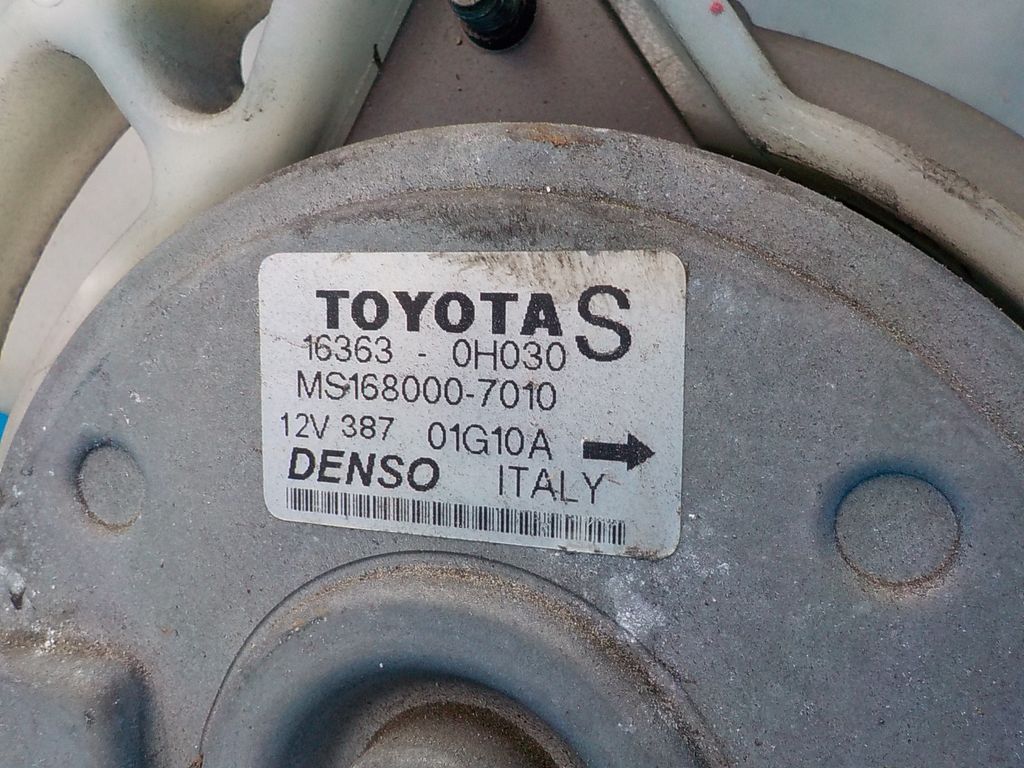 TOYOTA S
16363 - 0H030
MS168000-7010
12V 387 01G10A
DENSO ITALY